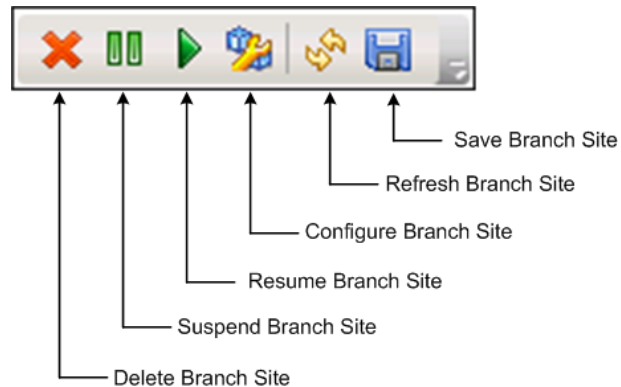 Save Branch Site
Refresh Branch Site
Configure Branch Site
Resume Branch Site
Suspend Branch Site
Delete Branch Site